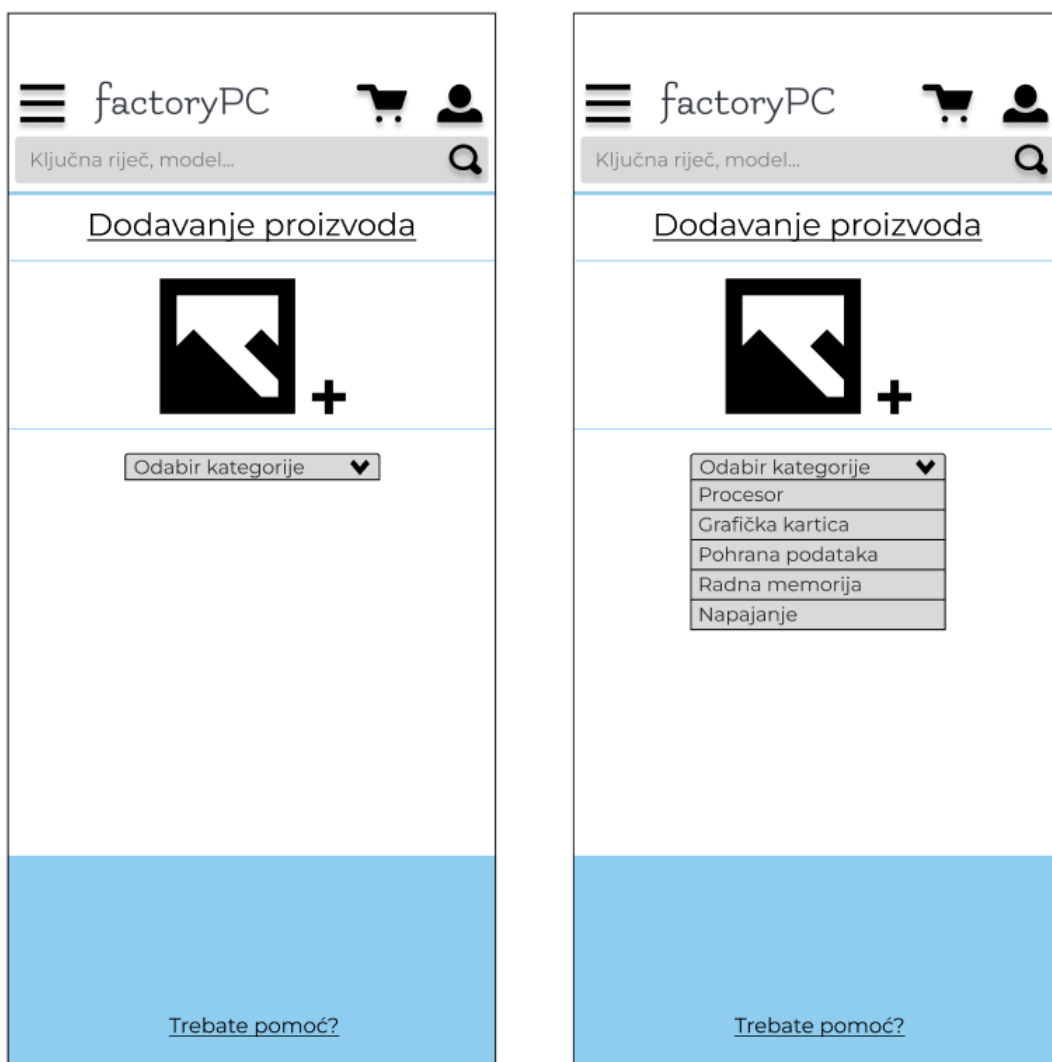 factoryPC
Ključna riječ, model...
Dodavanje proizvoda
Odabir kategorije
Trebate pomoć?
factoryPC
Ključna riječ, model...
Dodavanje proizvoda
Odabir kategorije
Procesor
Grafička kartica
Pohrana podataka
Radna memorija
Napajanje
Trebate pomoć?